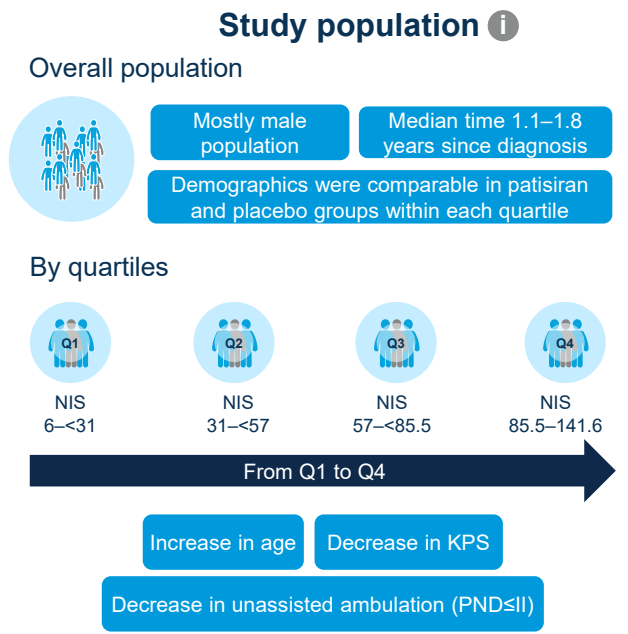 Study population i
Overall population
Mostly male
population
Median time 1.1–1.8
years since diagnosis
Demographics were comparable in patisiran
and placebo groups within each quartile
By quartiles
Q1
Q2
Q3
Q4
NIS
6–<31
NIS
31–<57
NIS
57–<85.5
NIS
85.5–141.6
From Q1 to Q4
Increase in age
Decrease in KPS
Decrease in unassisted ambulation (PND≤II)